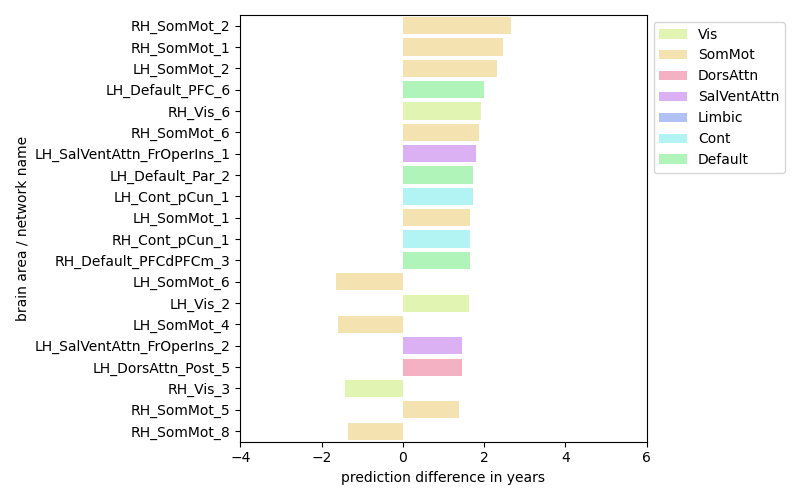 RH_SomMot_2
RH_SomMot_1
LH_SomMot_2
LH_Default_PFC_6
RH_Vis_6
RH_SomMot_6
LH_SalVentAttn_FrOperIns_1
LH_Default_Par_2
LH_Cont_pCun_1
LH_SomMot_1
RH_Cont_pCun_1
RH_Default_PFCdPFCm_3
LH_SomMot_6
LH_Vis_2
LH_SomMot_4
LH_SalVentAttn_FrOperIns_2
LH_DorsAttn_Post_5
RH_Vis_3
RH_SomMot_5
RH_SomMot_8
brain area / network name
−4 −2 0 2 4 6
prediction difference in years
Vis
SomMot
DorsAttn
SalVentAttn
Limbic
Cont
Default